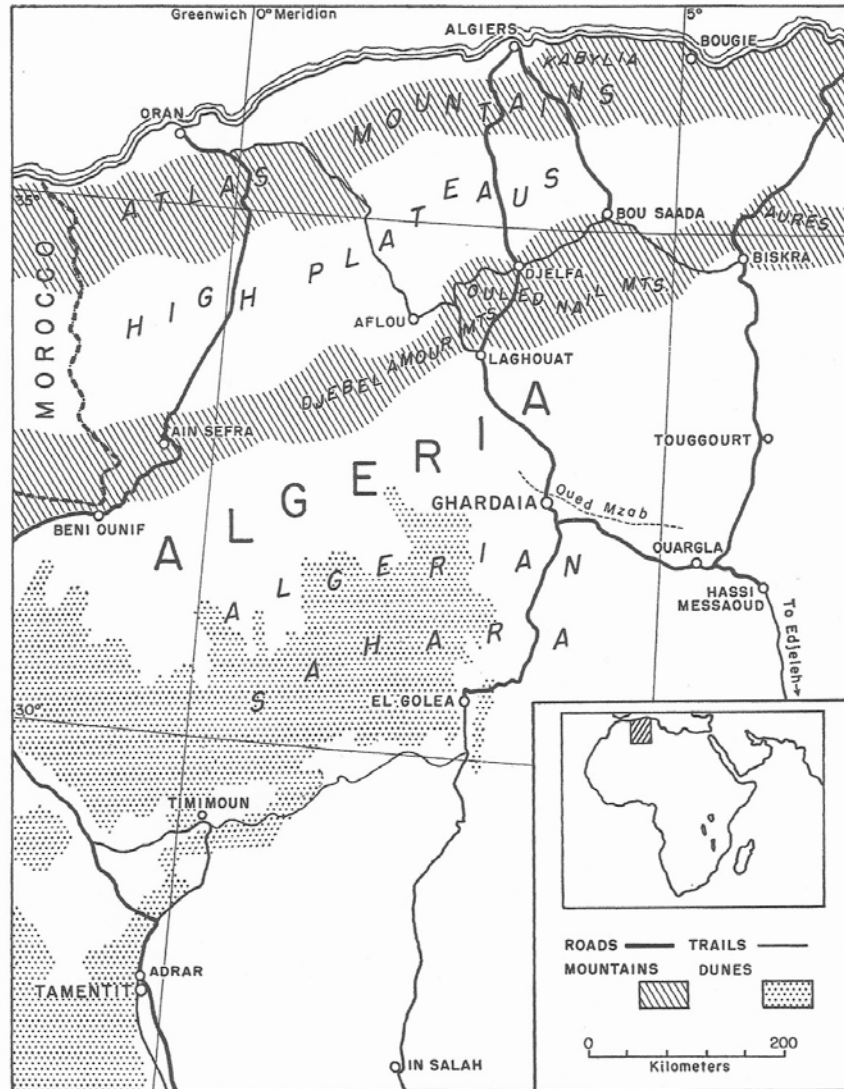 Greenwich 0° Meridian
5°
ALGIERS
BOUGIE
KABYLIA
ORAN
ATLAS MOUNTAINS
35°
HIGH PLATEAUS
BOU SAADA
AURES
BISKRA
DJELFA
OULED NAIL MTS.
MOROCCO
AFLOU
DJEBEL AMOUR MTS.
LAGHOUAT
AIN SEFRA
ALGERIA
TOUGGOURT
GHARDAIA
Oued Mzab
BENI OUNIF
OUARGLA
ALGERIAN
HASSI
MESSAOUD
To Edjeleh→
SAHARA
EL GOLEA
30°
TIMIMOUN
ADRAR
TAMENTIT
IN SALAH
ROADS TRAILS
MOUNTAINS DUNES
0 200
Kilometers